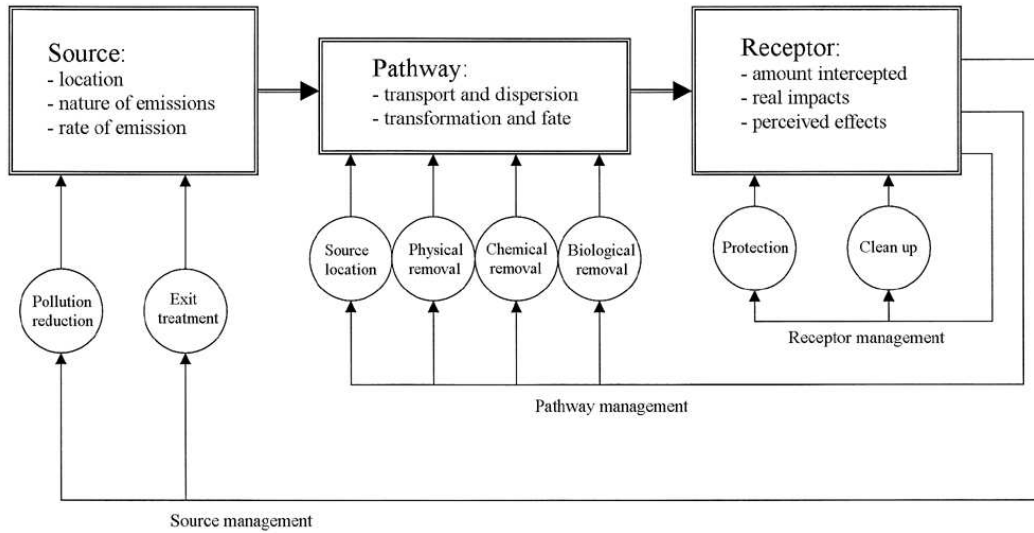 Source:
- location
- nature of emissions
- rate of emission
Pathway:
- transport and dispersion
- transformation and fate
Receptor:
- amount intercepted
- real impacts
- perceived effects
Pollution
reduction
Exit
treatment
Source
location
Physical
removal
Chemical
removal
Biological
removal
Protection
Clean up
Receptor management
Pathway management
Source management